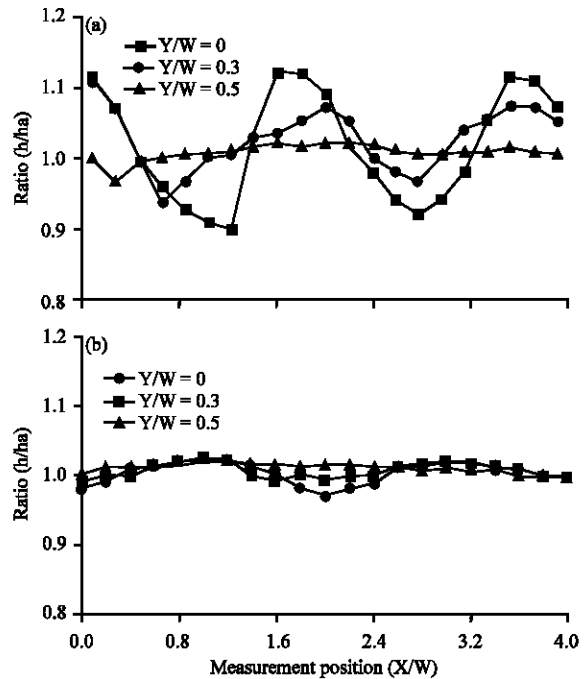 (a)
Y/W = 0
Y/W = 0.3
Y/W = 0.5
Ratio (h/ha)
1.2
1.1
1.0
0.9
0.8
(b)
Y/W = 0
Y/W = 0.3
Y/W = 0.5
Ratio (h/ha)
1.2
1.1
1.0
0.9
0.8
0.0 0.8 1.6 2.4 3.2 4.0
Measurement position (X/W)